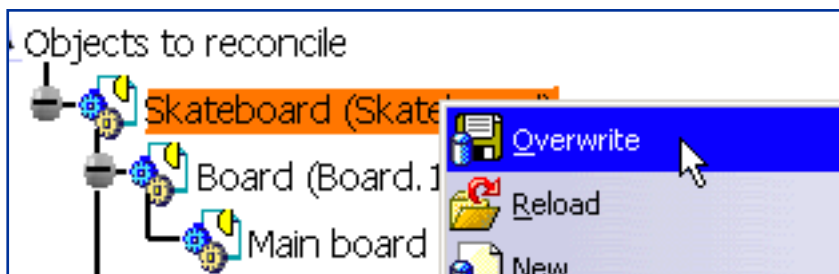 Objects to reconcile
Skateboard (Skate
Overwrite
Board (Board.1
Reload
Main board
New